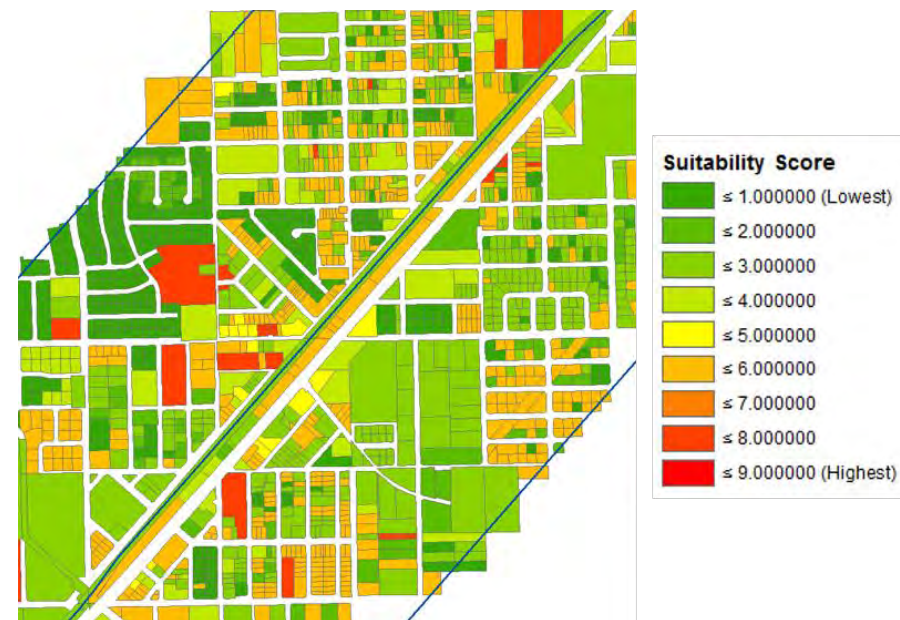 Suitability Score
≤ 1.000000 (Lowest)
≤ 2.000000
≤ 3.000000
≤ 4.000000
≤ 5.000000
≤ 6.000000
≤ 7.000000
≤ 8.000000
≤ 9.000000 (Highest)